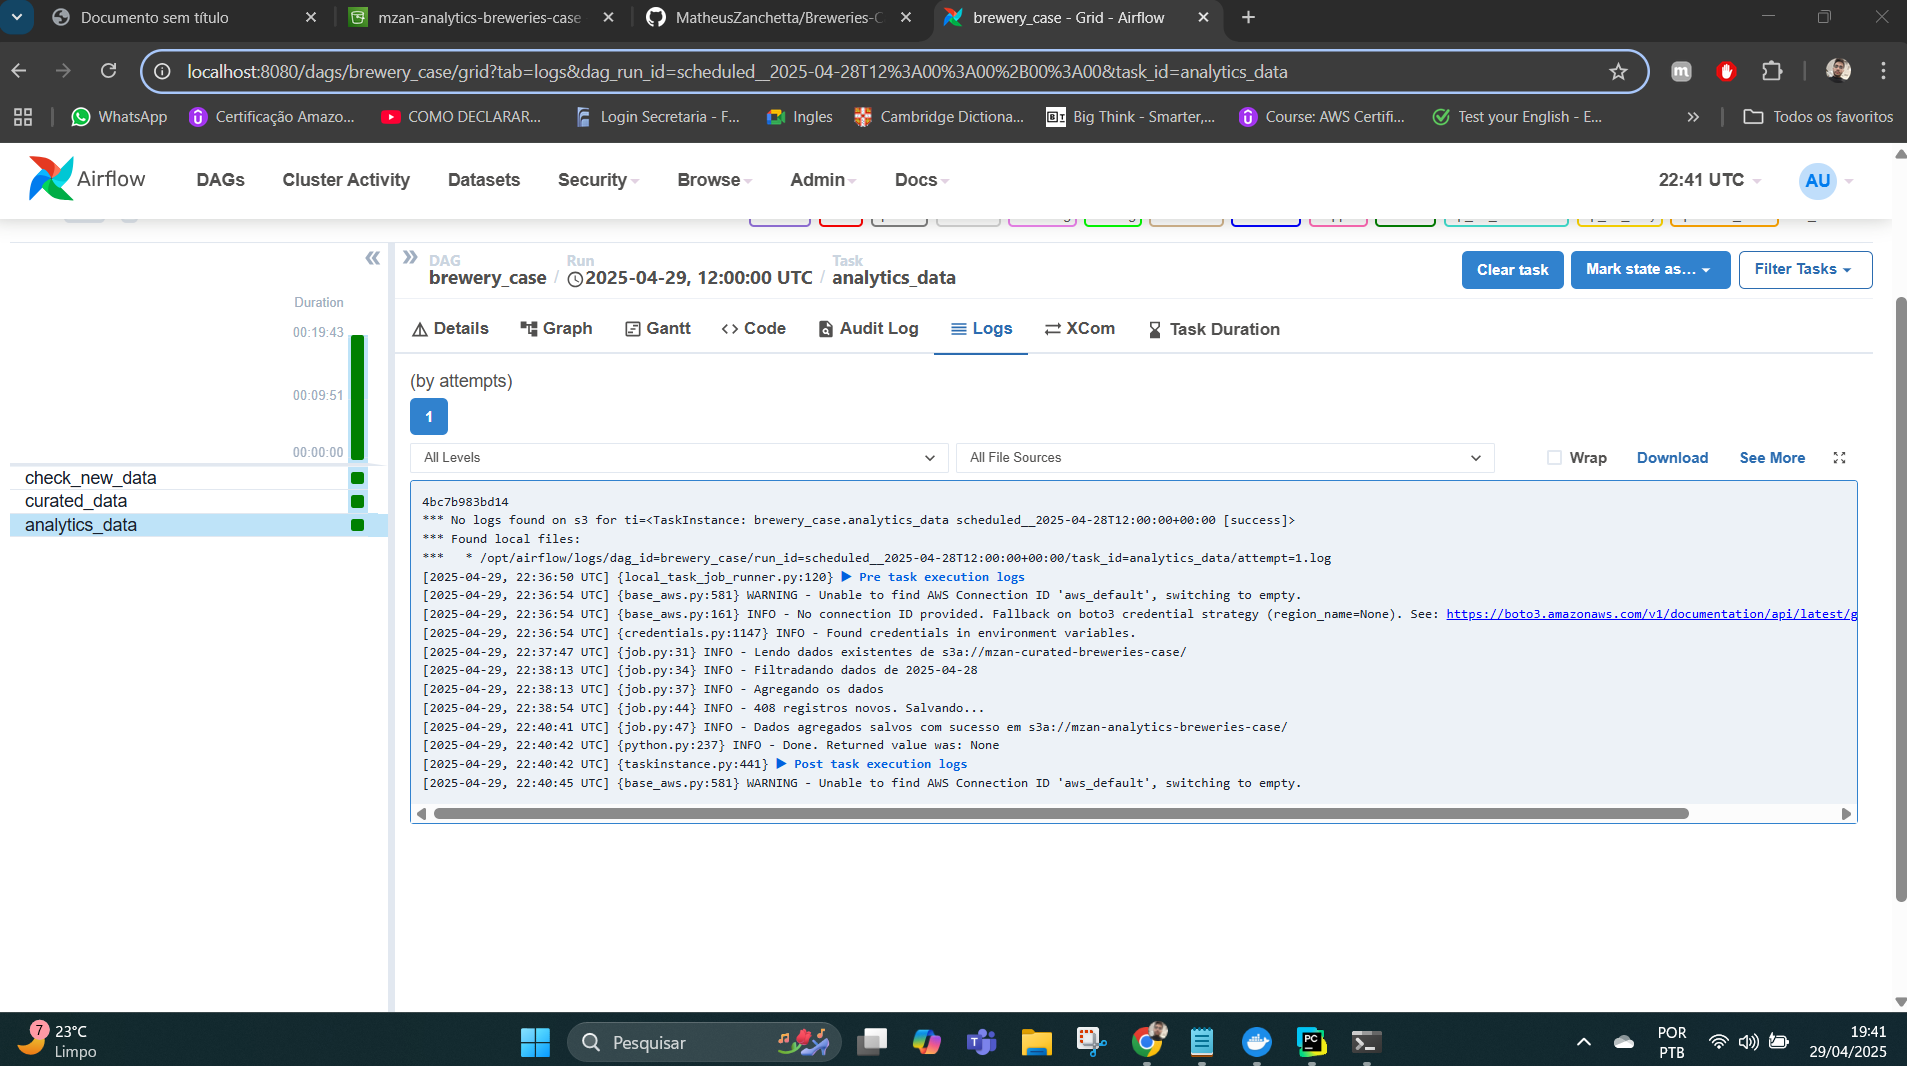 Documento sem título
mzan-analytics-breweries-case
MatheusZanchetta/Breweries-C
brewery_case - Grid - Airflow
localhost:8080/dags/brewery_case/grid?tab=logs&dag_run_id=scheduled__2025-04-28T12%3A00%3A00%2B00%3A00&task_id=analytics_data
m
WhatsApp
Certificação Amazo...
COMO DECLARAR...
Login Secretaria - F...
Ingles
Cambridge Dictiona...
Big Think - Smarter,...
Course: AWS Certifi...
Test your English - E...
Todos os favoritos
Airflow
DAGs
Cluster Activity
Datasets
Security
Browse
Admin
Docs
22:41 UTC
AU
DAG
brewery_case
/
Run
2025-04-29, 12:00:00 UTC
/
Task
analytics_data
Clear task
Mark state as...
Filter Tasks
Duration
00:19:43
00:09:51
00:00:00
check_new_data
curated_data
analytics_data
Details
Graph
Gantt
Code
Audit Log
Logs
XCom
Task Duration
(by attempts)
1
All Levels
All File Sources
Wrap
Download
See More
4bc7b983bd14
*** No logs found on s3 for ti=<TaskInstance: brewery_case.analytics_data scheduled__2025-04-28T12:00:00+00:00 [success]>
*** Found local files:
***   * /opt/airflow/logs/dag_id=brewery_case/run_id=scheduled__2025-04-28T12:00:00+00:00/task_id=analytics_data/attempt=1.log
[2025-04-29, 22:36:50 UTC] {local_task_job_runner.py:120} ▶ Pre task execution logs
[2025-04-29, 22:36:54 UTC] {base_aws.py:581} WARNING - Unable to find AWS Connection ID 'aws_default', switching to empty.
[2025-04-29, 22:36:54 UTC] {base_aws.py:161} INFO - No connection ID provided. Fallback on boto3 credential strategy (region_name=None). See: https://boto3.amazonaws.com/v1/documentation/api/latest/g
[2025-04-29, 22:36:54 UTC] {credentials.py:1147} INFO - Found credentials in environment variables.
[2025-04-29, 22:37:47 UTC] {job.py:31} INFO - Lendo dados existentes de s3a://mzan-curated-breweries-case/
[2025-04-29, 22:38:13 UTC] {job.py:34} INFO - Filtradando dados de 2025-04-28
[2025-04-29, 22:38:13 UTC] {job.py:37} INFO - Agregando os dados
[2025-04-29, 22:38:54 UTC] {job.py:44} INFO - 408 registros novos. Salvando...
[2025-04-29, 22:40:41 UTC] {job.py:47} INFO - Dados agregados salvos com sucesso em s3a://mzan-analytics-breweries-case/
[2025-04-29, 22:40:42 UTC] {python.py:237} INFO - Done. Returned value was: None
[2025-04-29, 22:40:42 UTC] {taskinstance.py:441} ▶ Post task execution logs
[2025-04-29, 22:40:45 UTC] {base_aws.py:581} WARNING - Unable to find AWS Connection ID 'aws_default', switching to empty.
7
23°C
Limpo
Pesquisar
PC
POR
PTB
19:41
29/04/2025